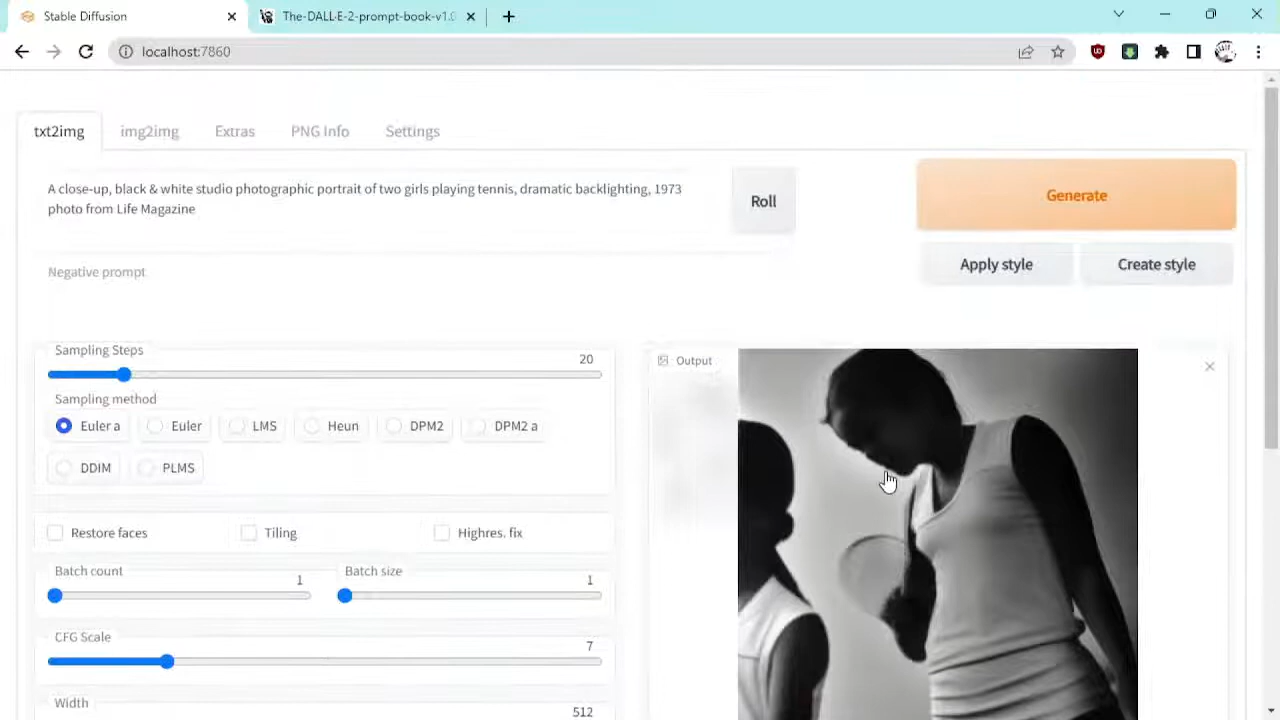 Stable Diffusion
The-DALL·E-2-prompt-book-v1.0
localhost:7860
txt2img
img2img
Extras
PNG Info
Settings
A close-up, black & white studio photographic portrait of two girls playing tennis, dramatic backlighting, 1973
photo from Life Magazine
Roll
Generate
Negative prompt
Apply style
Create style
Sampling Steps
20
Sampling method
Euler a
Euler
LMS
Heun
DPM2
DPM2 a
DDIM
PLMS
Restore faces
Tiling
Highres. fix
Batch count
1
Batch size
1
CFG Scale
7
Width
512
Output